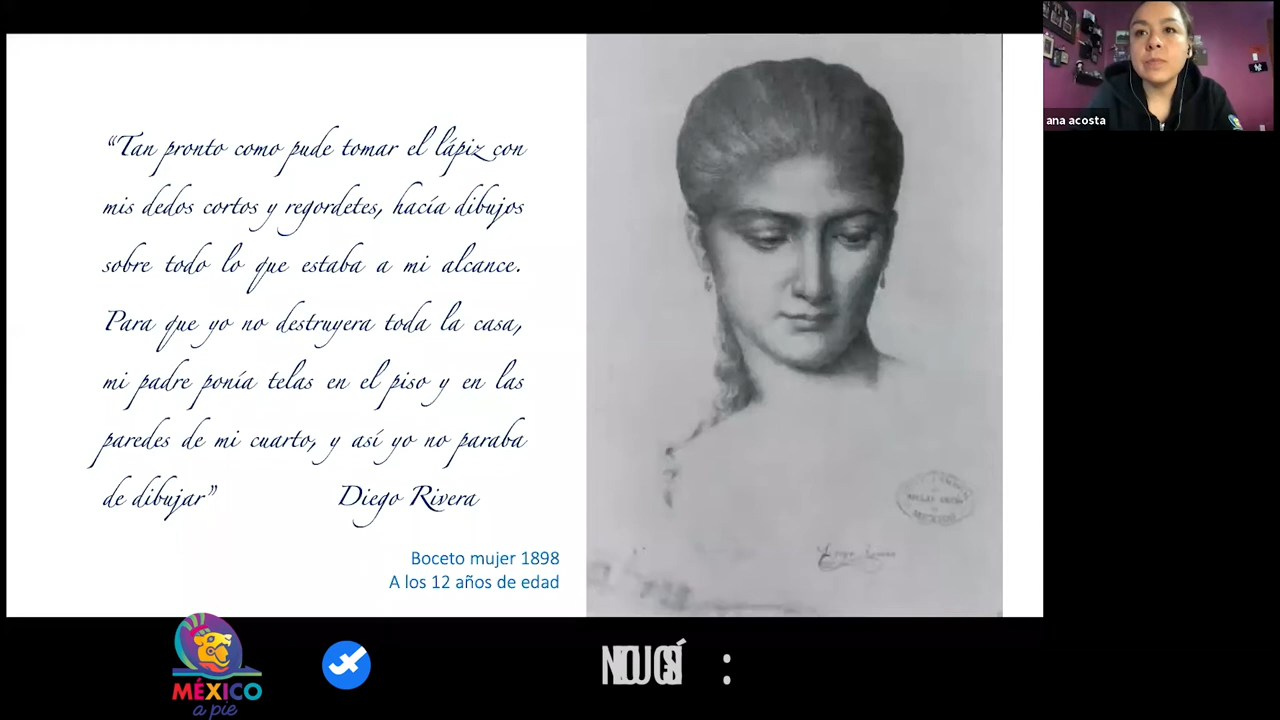 “Tan pronto como pude tomar el lápiz con
mis dedos cortos y regordetes, hacía dibujos
sobre todo lo que estaba a mi alcance.
Para que yo no destruyera toda la casa,
mi padre ponía telas en el piso y en las
paredes de mi cuarto, y así yo no paraba
de dibujar” Diego Rivera
Boceto mujer 1898
A los 12 años de edad
ana acosta
MÉXICO
a pie